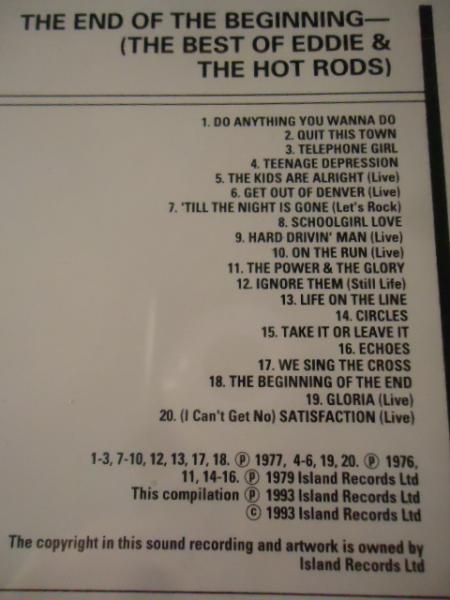 THE END OF THE BEGINNING—
(THE BEST OF EDDIE &
THE HOT RODS)
1. DO ANYTHING YOU WANNA DO
2. QUIT THIS TOWN
3. TELEPHONE GIRL
4. TEENAGE DEPRESSION
5. THE KIDS ARE ALRIGHT (Live)
6. GET OUT OF DENVER (Live)
7. 'TILL THE NIGHT IS GONE (Let's Rock)
8. SCHOOLGIRL LOVE
9. HARD DRIVIN' MAN (Live)
10. ON THE RUN (Live)
11. THE POWER & THE GLORY
12. IGNORE THEM (Still Life)
13. LIFE ON THE LINE
14. CIRCLES
15. TAKE IT OR LEAVE IT
16. ECHOES
17. WE SING THE CROSS
18. THE BEGINNING OF THE END
19. GLORIA (Live)
20. (I Can't Get No) SATISFACTION (Live)
1-3, 7-10, 12, 13, 17, 18. ℗ 1977, 4-6, 19, 20. ℗ 1976,
11, 14-16. ℗ 1979 Island Records Ltd
This compilation ℗ 1993 Island Records Ltd
© 1993 Island Records Ltd
The copyright in this sound recording and artwork is owned by
Island Records Ltd